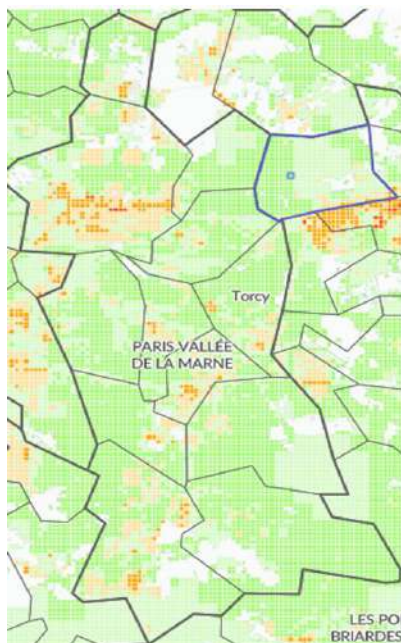 Torcy
PARIS VALLÉE
DE LA MARNE
LES PO
BRIARDES